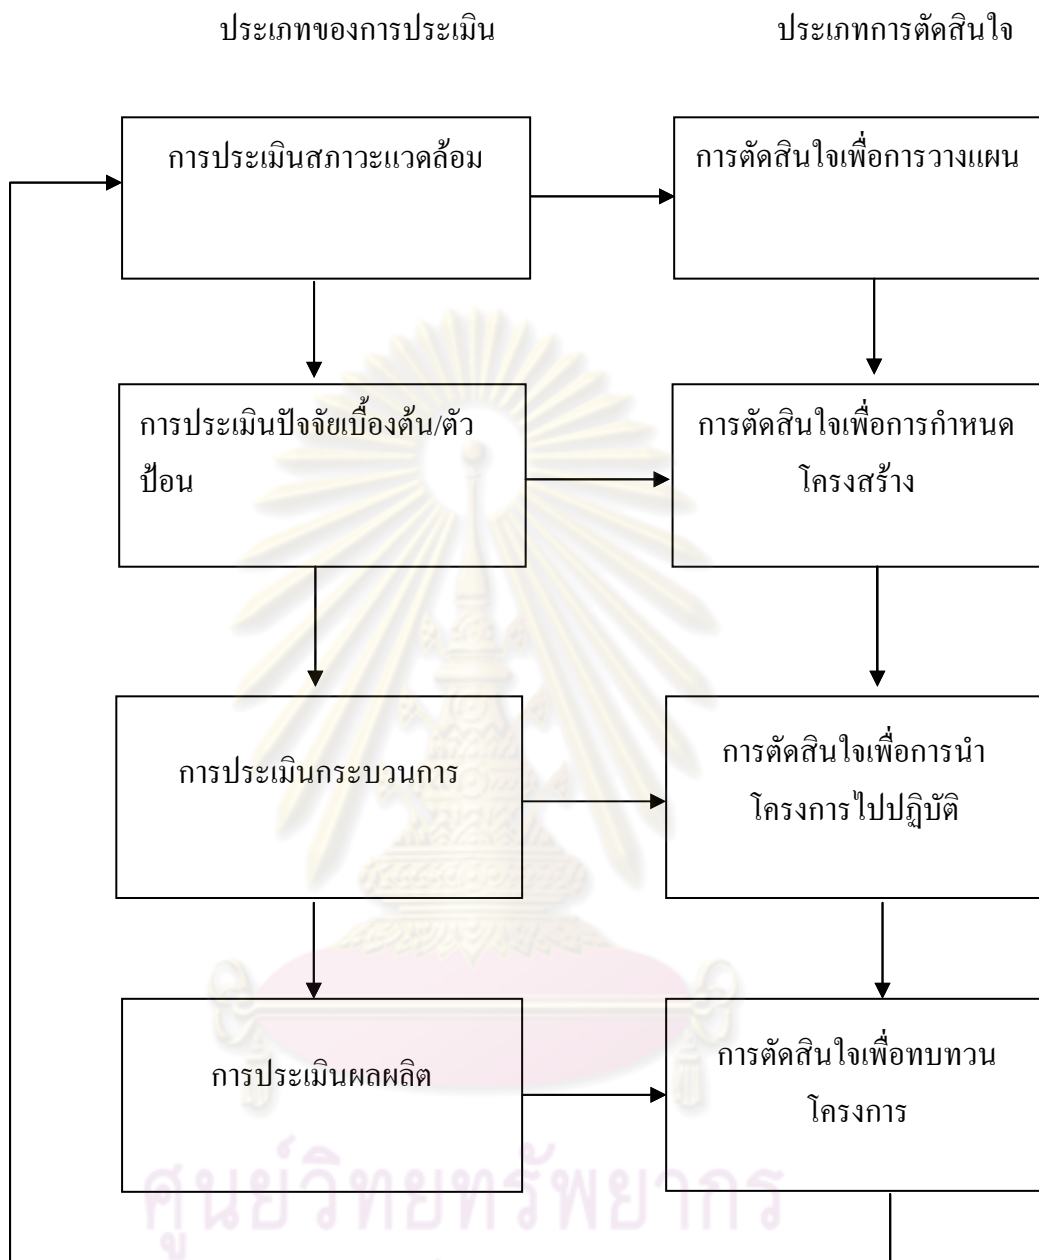 ประเภทของการประเมิน
ประเภทการตัดสินใจ
การประเมินสภาวะแวดล้อม
การตัดสินใจเพื่อการวางแผน
การประเมินปัจจัยเบื้องต้น/ตัว
ป้อน
การตัดสินใจเพื่อการกำหนด
โครงสร้าง
การประเมินกระบวนการ
การตัดสินใจเพื่อการนำ
โครงการไปปฏิบัติ
การประเมินผลผลิต
การตัดสินใจเพื่อทบทวน
โครงการ
ศูนย์วิทยทรัพยากร